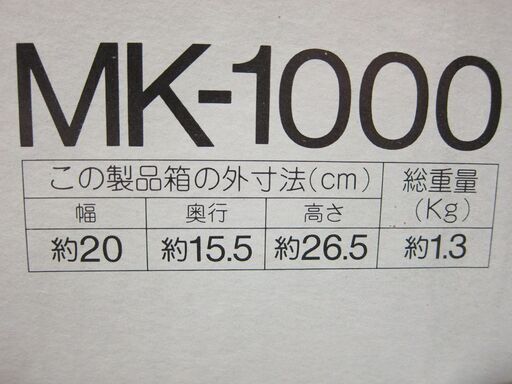 MK-1000
この製品箱の外寸法(cm) 総重量
幅 奥行 高さ (Kg)
約20 約15.5 約26.5 約1.3